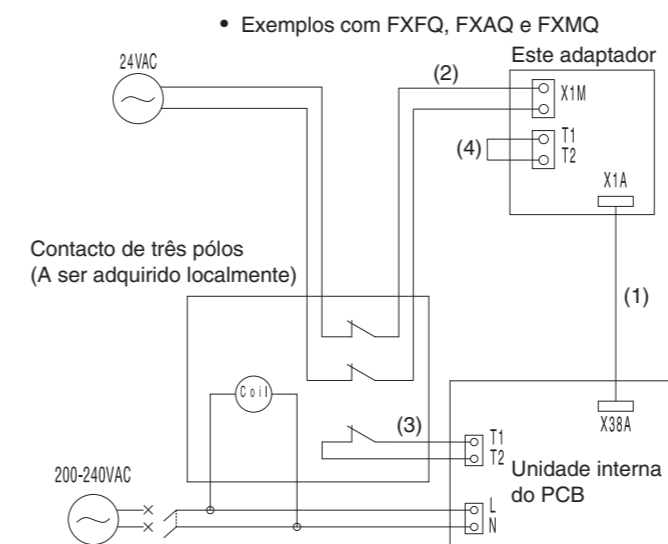 • Exemplos com FXFQ, FXAQ e FXMQ
24VAC
Este adaptador
(2)
X1M
(4)
T1
T2
X1A
Contacto de três pólos
(A ser adquirido localmente)
(1)
Coil
X38A
(3)
T1
T2
Unidade interna
do PCB
200-240VAC
L
N